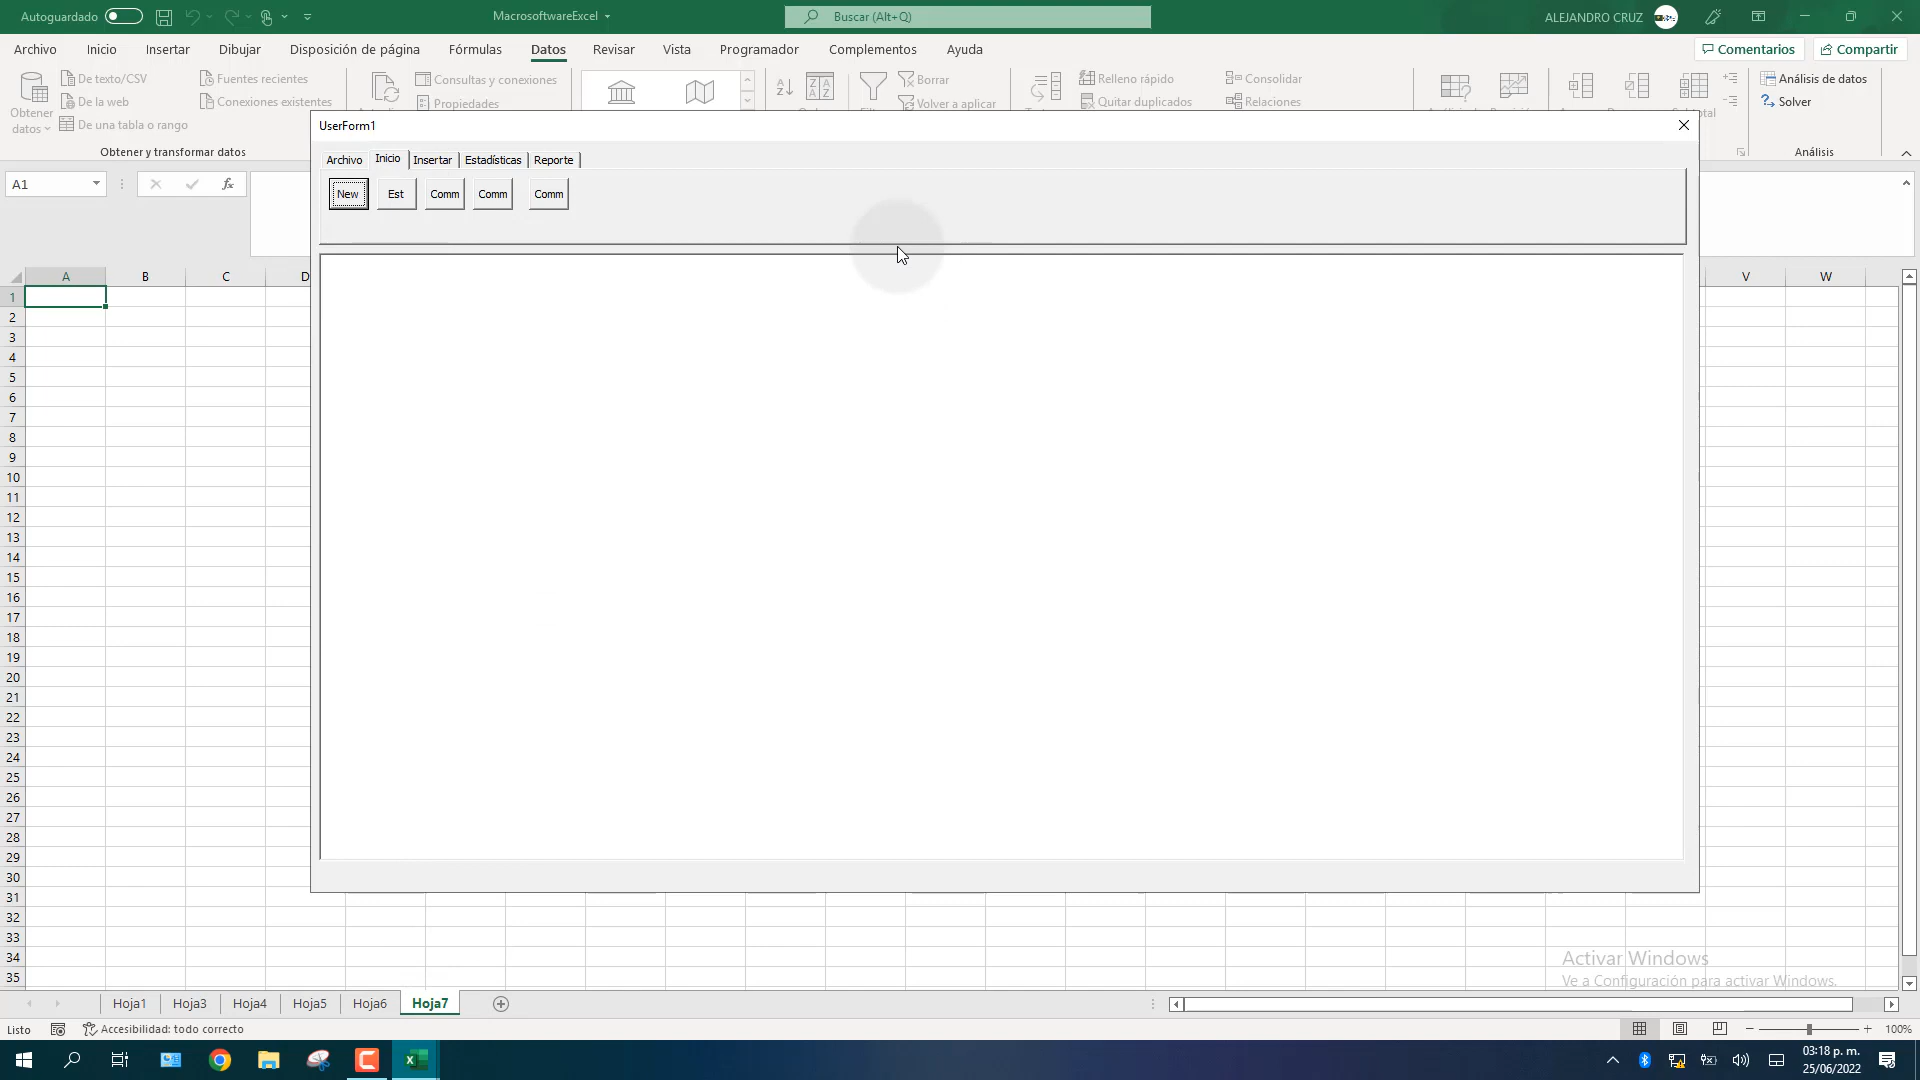 Autoguardado
MacrosoftwareExcel
Buscar (Alt+Q)
ALEJANDRO CRUZ
Archivo Inicio Insertar Dibujar Disposición de página Fórmulas Datos Revisar Vista Programador Complementos Ayuda
Comentarios Compartir
De texto/CSV Fuentes recientes Consultas y conexiones Borrar Relleno rápido Consolidar Análisis de datos
De la web Conexiones existentes Propiedades Volver a aplicar Quitar duplicados Relaciones Solver
Obtener datos
De una tabla o rango
Obtener y transformar datos
Análisis
UserForm1
Archivo Inicio Insertar Estadísticas Reporte
New Est Comm Comm Comm
A1
fx
A B C D V W
1
2
3
4
5
6
7
8
9
10
11
12
13
14
15
16
17
18
19
20
21
22
23
24
25
26
27
28
29
30
31
32
33
34
35
Activar Windows
Ve a Configuración para activar Windows.
Hoja1 Hoja3 Hoja4 Hoja5 Hoja6 Hoja7
Listo Accesibilidad: todo correcto 100%
03:18 p. m.
25/06/2022